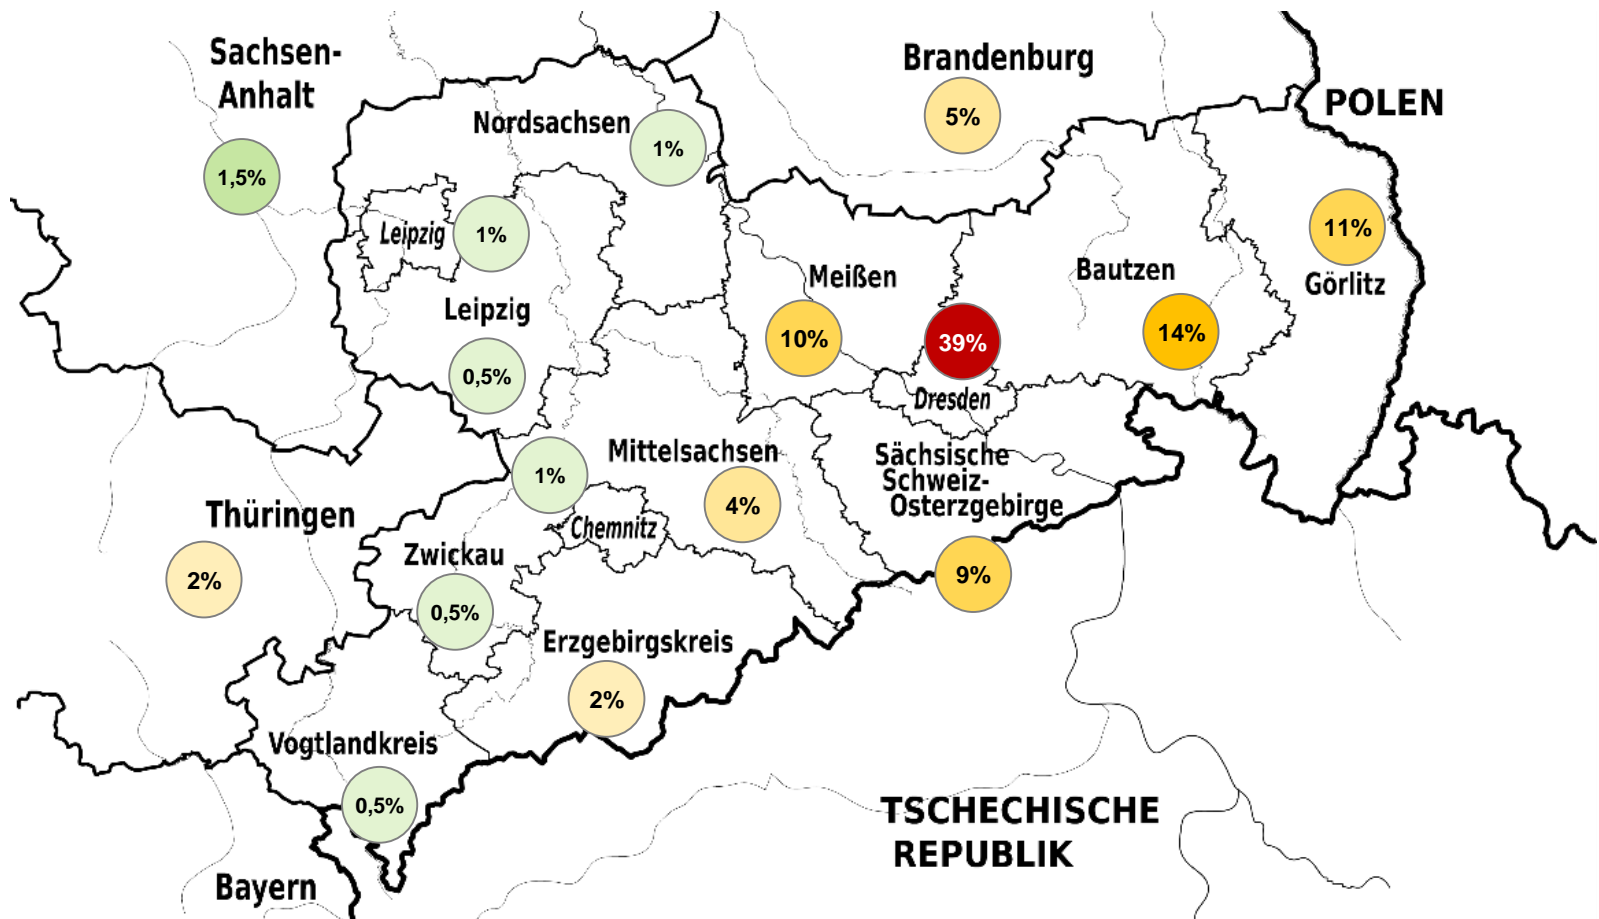 Sachsen-
Anhalt
1,5%
Nordsachsen
1%
Brandenburg
5%
POLEN
Leipzig
1%
Leipzig
0,5%
Meißen
10%
39%
Dresden
Bautzen
14%
11%
Görlitz
Thüringen
2%
1%
Chemnitz
Mittelsachsen
4%
Sächsische
Schweiz-
Osterzgebirge
9%
Zwickau
0,5%
Erzgebirgskreis
2%
Vogtlandkreis
0,5%
Bayern
TSCHECHISCHE
REPUBLIK